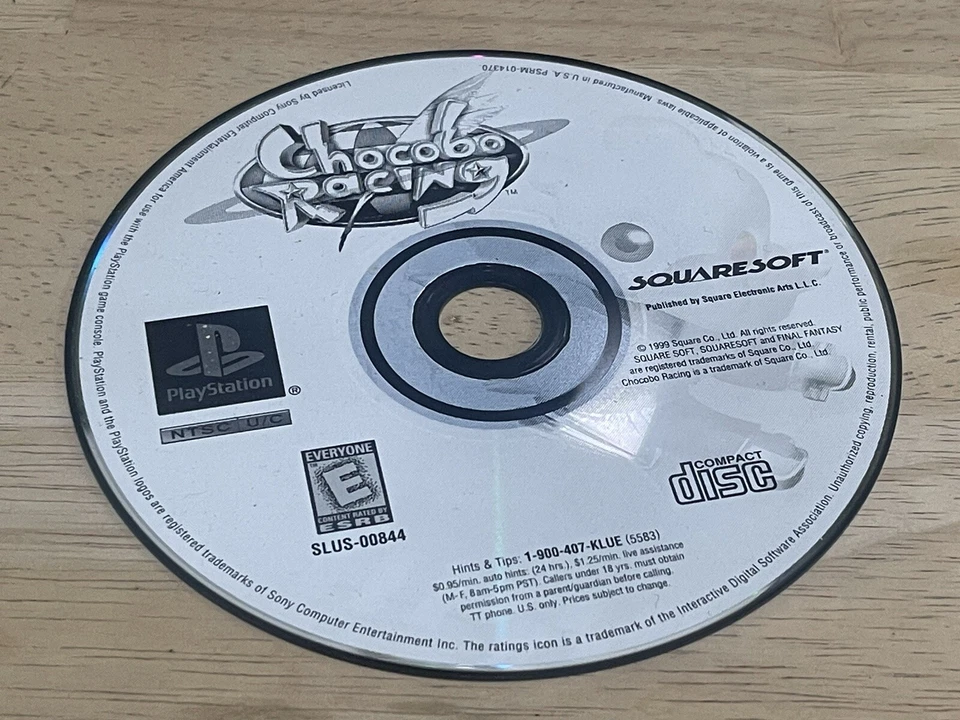 Chocobo
Racing™
SQUARESOFT®
Published by Square Electronic Arts L.L.C.
© 1999 Square Co., Ltd. All rights reserved.
SQUARE SOFT, SQUARESOFT and FINAL FANTASY
are registered trademarks of Square Co., Ltd.
Chocobo Racing is a trademark of Square Co., Ltd.
PlayStation®
NTSC U/C
EVERYONE
™
E
CONTENT RATED BY
ESRB
SLUS-00844
COMPACT
disc
Hints & Tips: 1-900-407-KLUE (5583)
$0.95/min. auto hints: (24 hrs.), $1.25/min. live assistance
(M-F, 8am-5pm PST). Callers under 18 yrs. must obtain
permission from a parent/guardian before calling.
TT phone. U.S. only. Prices subject to change.
Licensed by Sony Computer Entertainment America for use with the PlayStation game console. PlayStation and the PlayStation logos are registered trademarks of Sony Computer Entertainment Inc. The ratings icon is a trademark of the Interactive Digital Software Association. Unauthorized copying, reproduction, rental, public performance or broadcast of this game is a violation of applicable laws. Manufactured in U.S.A. PSRM-014370